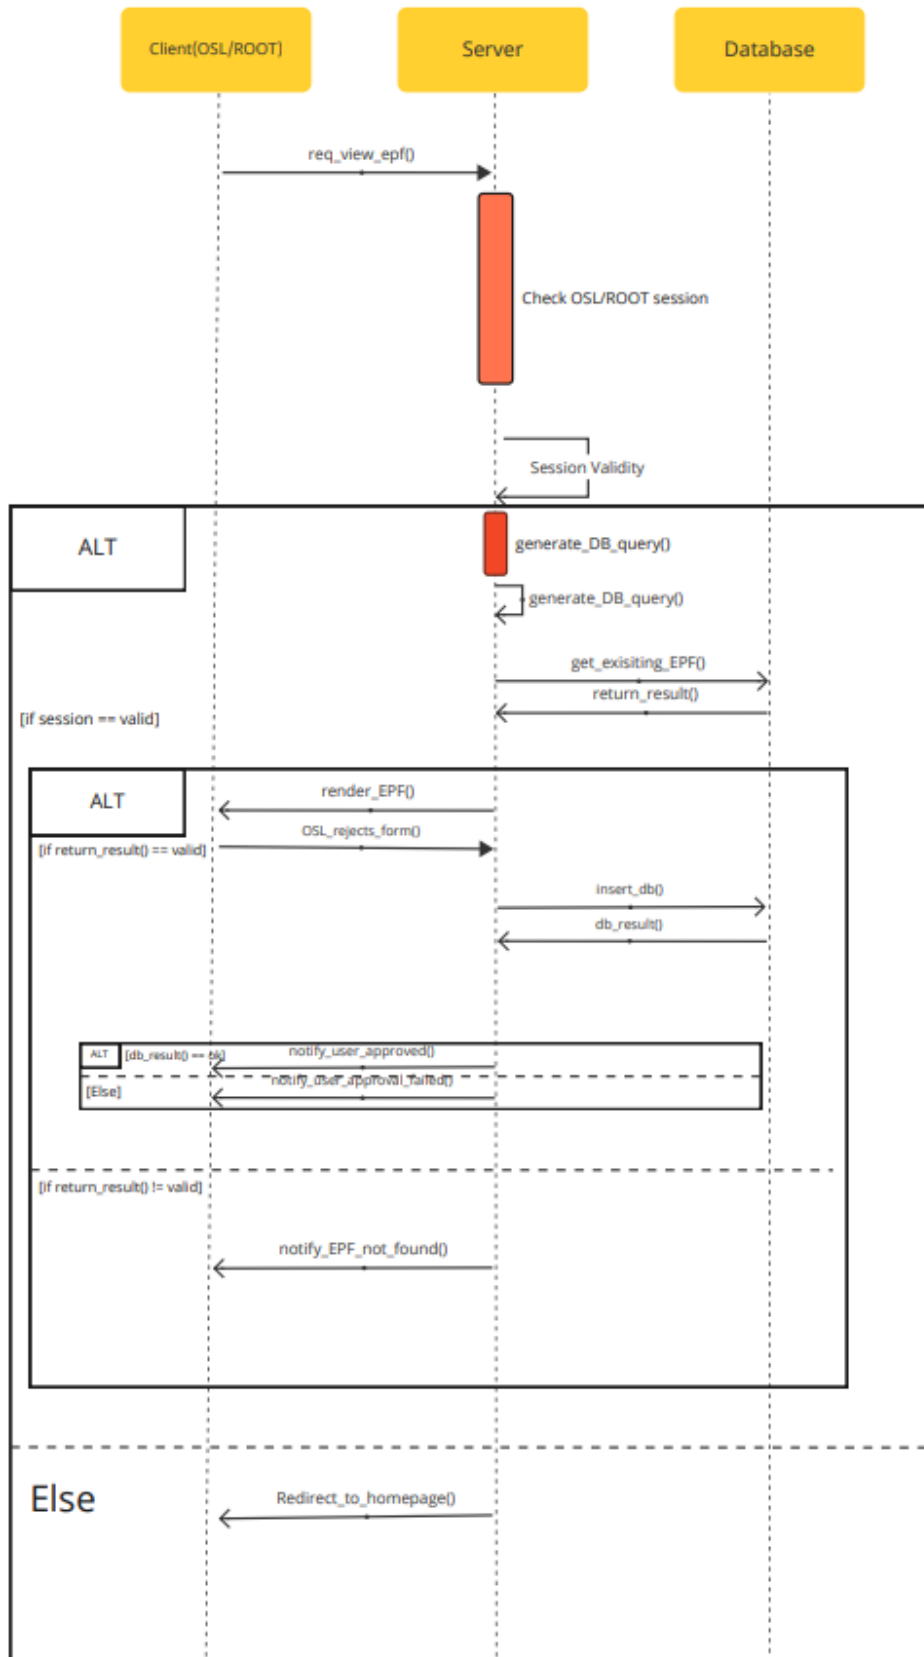 Client(OSL/ROOT)
Server
Database
req_view_epf()
Check OSL/ROOT session
Session Validity
ALT
generate_DB_query()
generate_DB_query()
get_exisiting_EPF()
return_result()
[if session == valid]
ALT
render_EPF()
OSL_rejects_form()
[if return_result() == valid]
insert_db()
db_result()
ALT
[db_result() == ok]
notify_user_approved()
notify_user_approval_failed()
[Else]
[if return_result() != valid]
notify_EPF_not_found()
Else
Redirect_to_homepage()